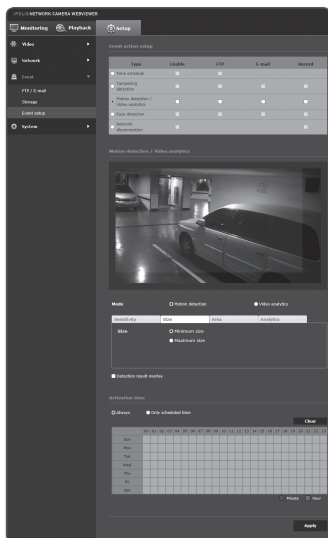 iPOLiS NETWORK CAMERA WEBVIEWER
Monitoring
Playback
Setup
Video
Network
Event
FTP / E-mail
Storage
Event setup
System
Event action setup
Type Enable FTP E-mail Record
Time schedule
Tampering detection
Motion detection / Video analytics
Face detection
Network disconnection
Motion detection / Video analytics
Mode Motion detection Video analytics
Sensitivity Size Area Analytics
Size Minimum size
Maximum size
Detection result overlay
Activation time
Always Only scheduled time
Clear
00 01 02 03 04 05 06 07 08 09 10 11 12 13 14 15 16 17 18 19 20 21 22 23
Sun
Mon
Tue
Wed
Thu
Fri
Sat
Minute Hour
Apply